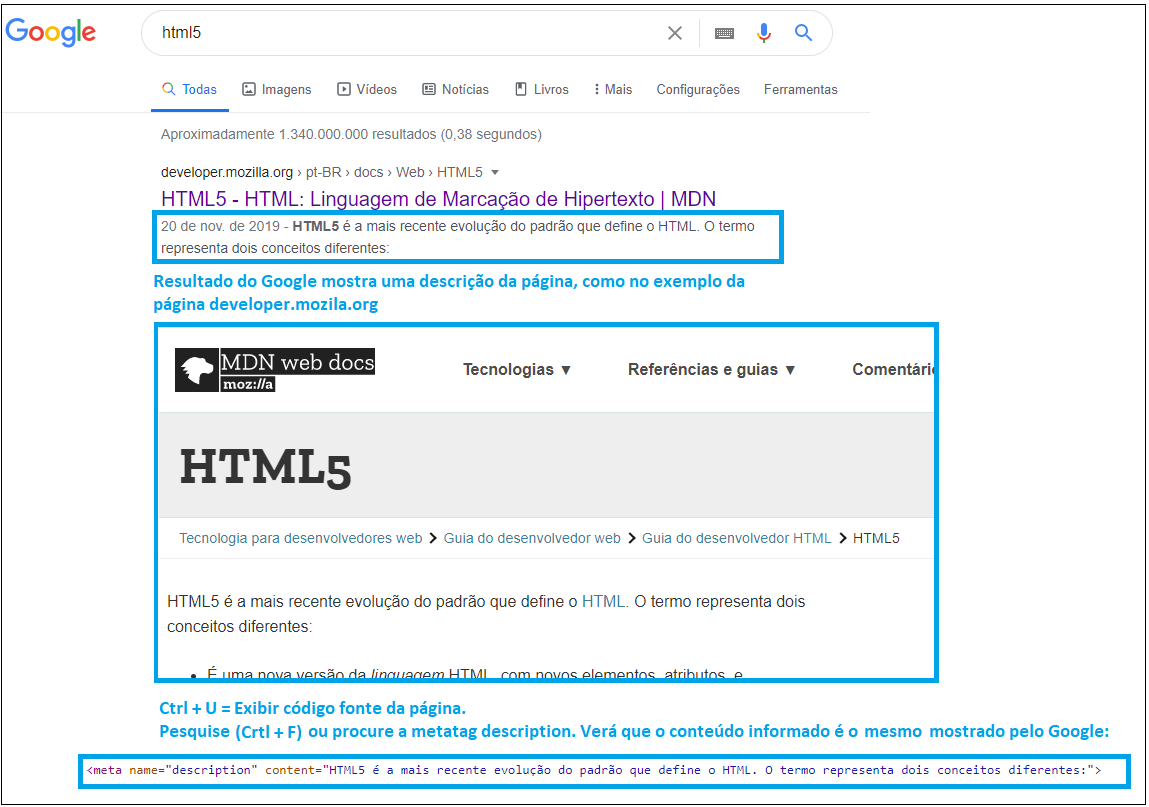 Google
html5
Todas Imagens Vídeos Notícias Livros Mais Configurações Ferramentas
Aproximadamente 1.340.000.000 resultados (0,38 segundos)
developer.mozilla.org › pt-BR › docs › Web › HTML5
HTML5 - HTML: Linguagem de Marcação de Hipertexto | MDN
20 de nov. de 2019 - HTML5 é a mais recente evolução do padrão que define o HTML. O termo
representa dois conceitos diferentes:
Resultado do Google mostra uma descrição da página, como no exemplo da
página developer.mozila.org
MDN web docs
moz://a
Tecnologias ▼ Referências e guias ▼ Comentário
HTML5
Tecnologia para desenvolvedores web > Guia do desenvolvedor web > Guia do desenvolvedor HTML > HTML5
HTML5 é a mais recente evolução do padrão que define o HTML. O termo representa dois
conceitos diferentes:
• É uma nova versão da linguagem HTML, com novos elementos, atributos, e
Ctrl + U = Exibir código fonte da página.
Pesquise (Crtl + F) ou procure a metatag description. Verá que o conteúdo informado é o mesmo mostrado pelo Google:
<meta name="description" content="HTML5 é a mais recente evolução do padrão que define o HTML. O termo representa dois conceitos diferentes:">